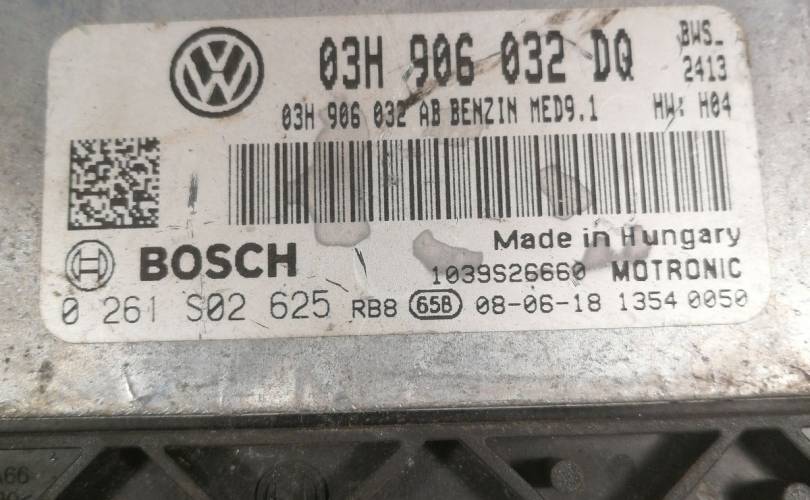 03H 906 032 DQ
BWS_
2413
03H 906 032 AB BENZIN MED9.1
HW: H04
Made in Hungary
BOSCH
1039S26660 MOTRONIC
0 261 S02 625 RB8 65B 08-06-18 1354 0050